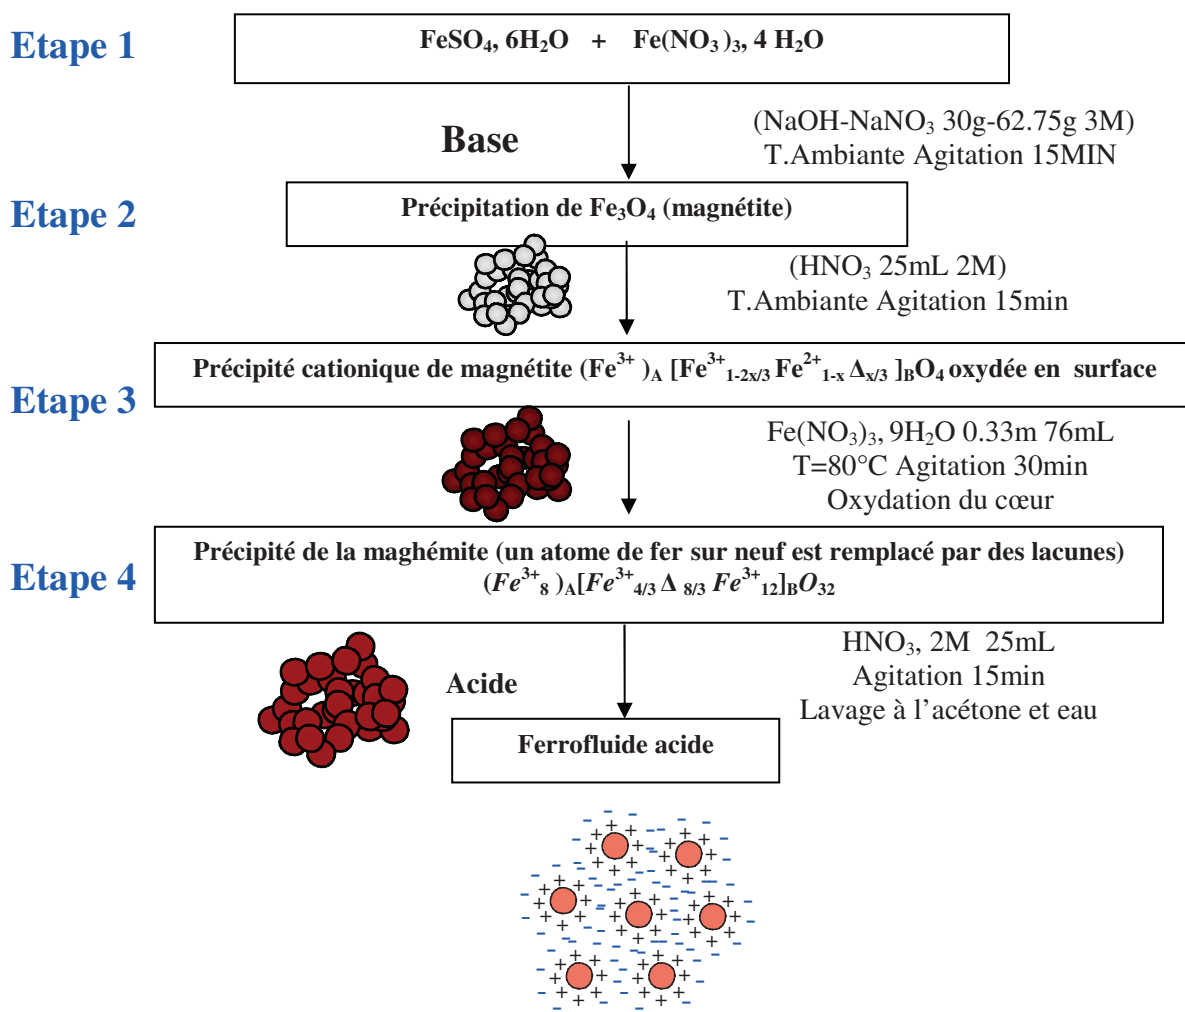 Etape 1
FeSO₄, 6H₂O + Fe(NO₃)₃, 4 H₂O
Base
(NaOH-NaNO₃ 30g-62.75g 3M)
T.Ambiante Agitation 15MIN
Etape 2
Précipitation de Fe₃O₄ (magnétite)
(HNO₃ 25mL 2M)
T.Ambiante Agitation 15min
Etape 3
Précipité cationique de magnétite (Fe³⁺ )A [Fe³⁺1-2x/3 Fe²⁺1-x Δx/3 ]BO₄ oxydée en surface
Fe(NO₃)₃, 9H₂O 0.33m 76mL
T=80°C Agitation 30min
Oxydation du cœur
Etape 4
Précipité de la maghémite (un atome de fer sur neuf est remplacé par des lacunes)
(Fe³⁺₈ )A[Fe³⁺4/3 Δ 8/3 Fe³⁺₁₂]BO₃₂
Acide
HNO₃, 2M 25mL
Agitation 15min
Lavage à l’acétone et eau
Ferrofluide acide